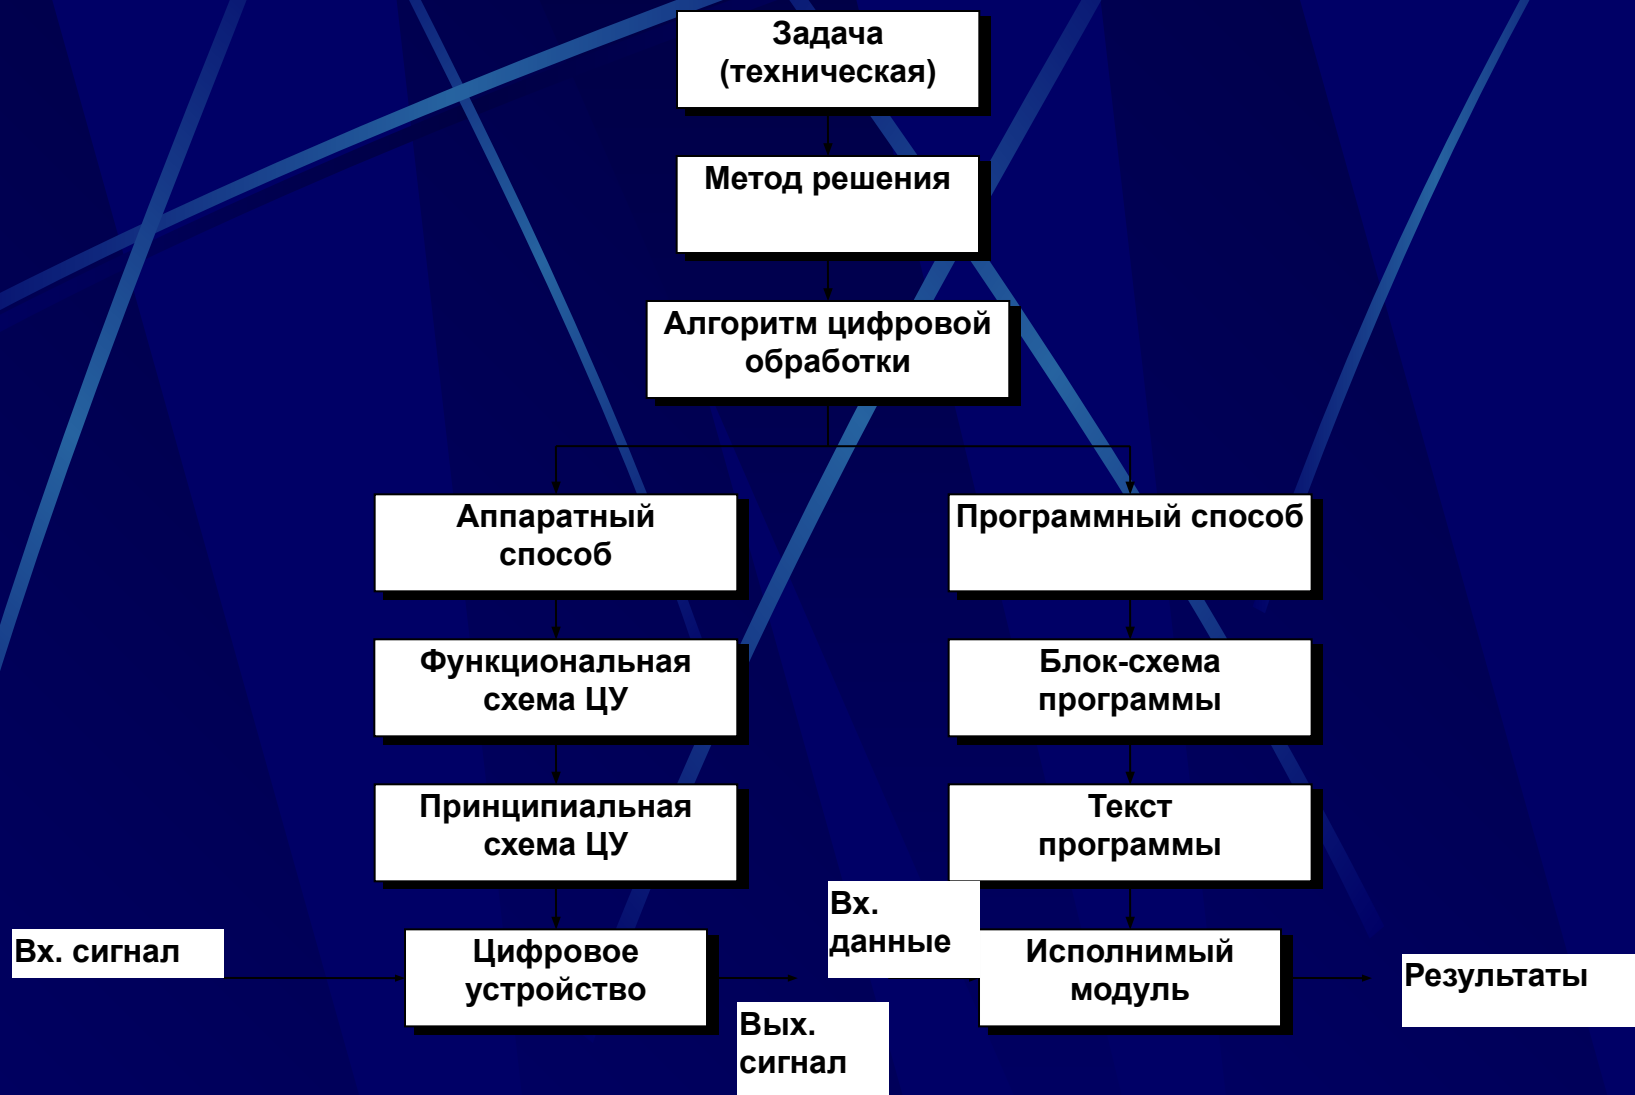 Задача
(техническая)
Метод решения
Алгоритм цифровой
обработки
Аппаратный
способ
Программный способ
Функциональная
схема ЦУ
Блок-схема
программы
Принципиальная
схема ЦУ
Текст
программы
Вх. сигнал
Цифровое
устройство
Вых.
сигнал
Вх.
данные
Исполнимый
модуль
Результаты